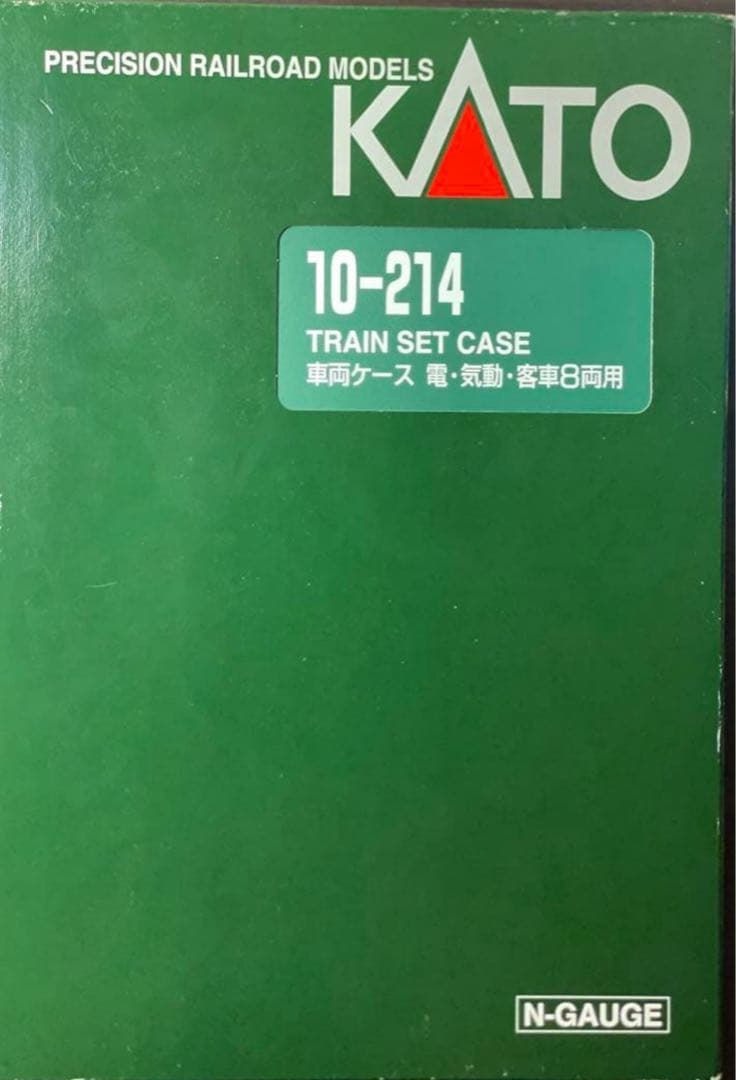 PRECISION RAILROAD MODELS
KATO
10-214
TRAIN SET CASE
車両ケース 電・気動・客車8両用
N-GAUGE